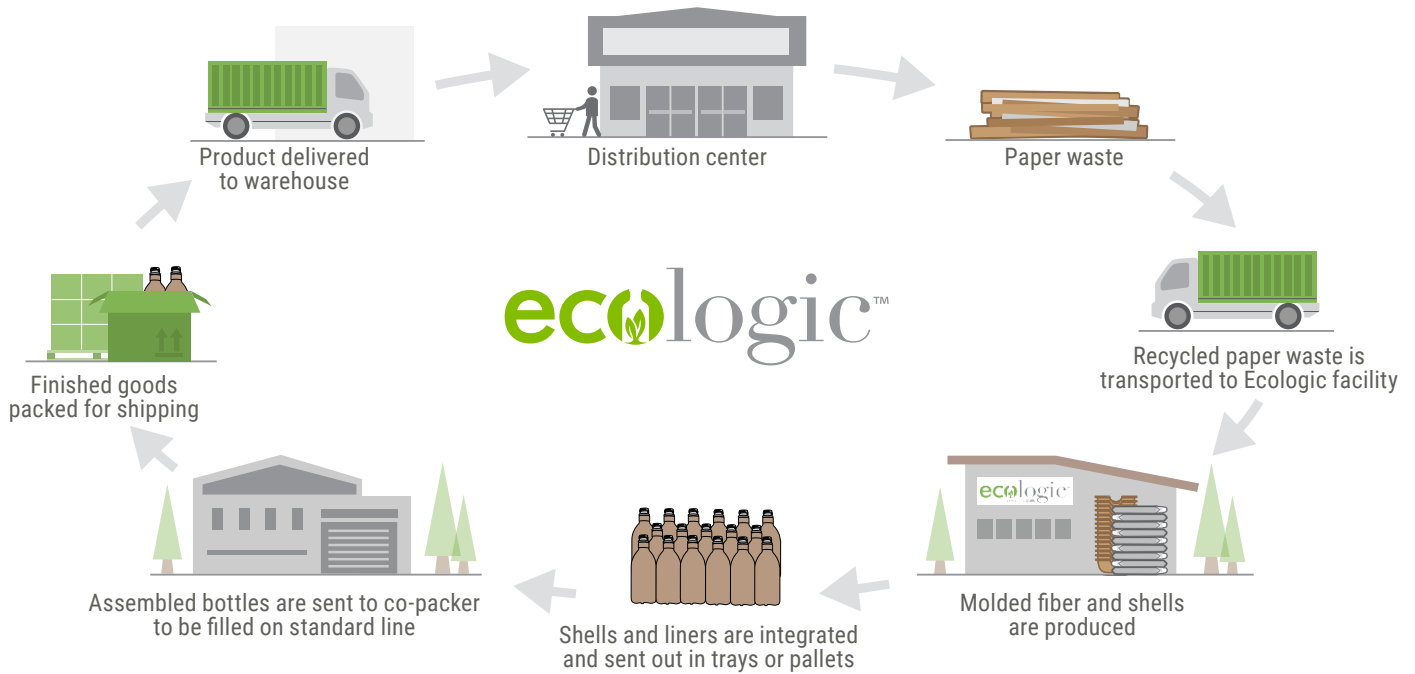 Product delivered
to warehouse
Distribution center
Paper waste
ecologic™
Recycled paper waste is
transported to Ecologic facility
Finished goods
packed for shipping
ecologic
Assembled bottles are sent to co-packer
to be filled on standard line
Shells and liners are integrated
and sent out in trays or pallets
Molded fiber and shells
are produced